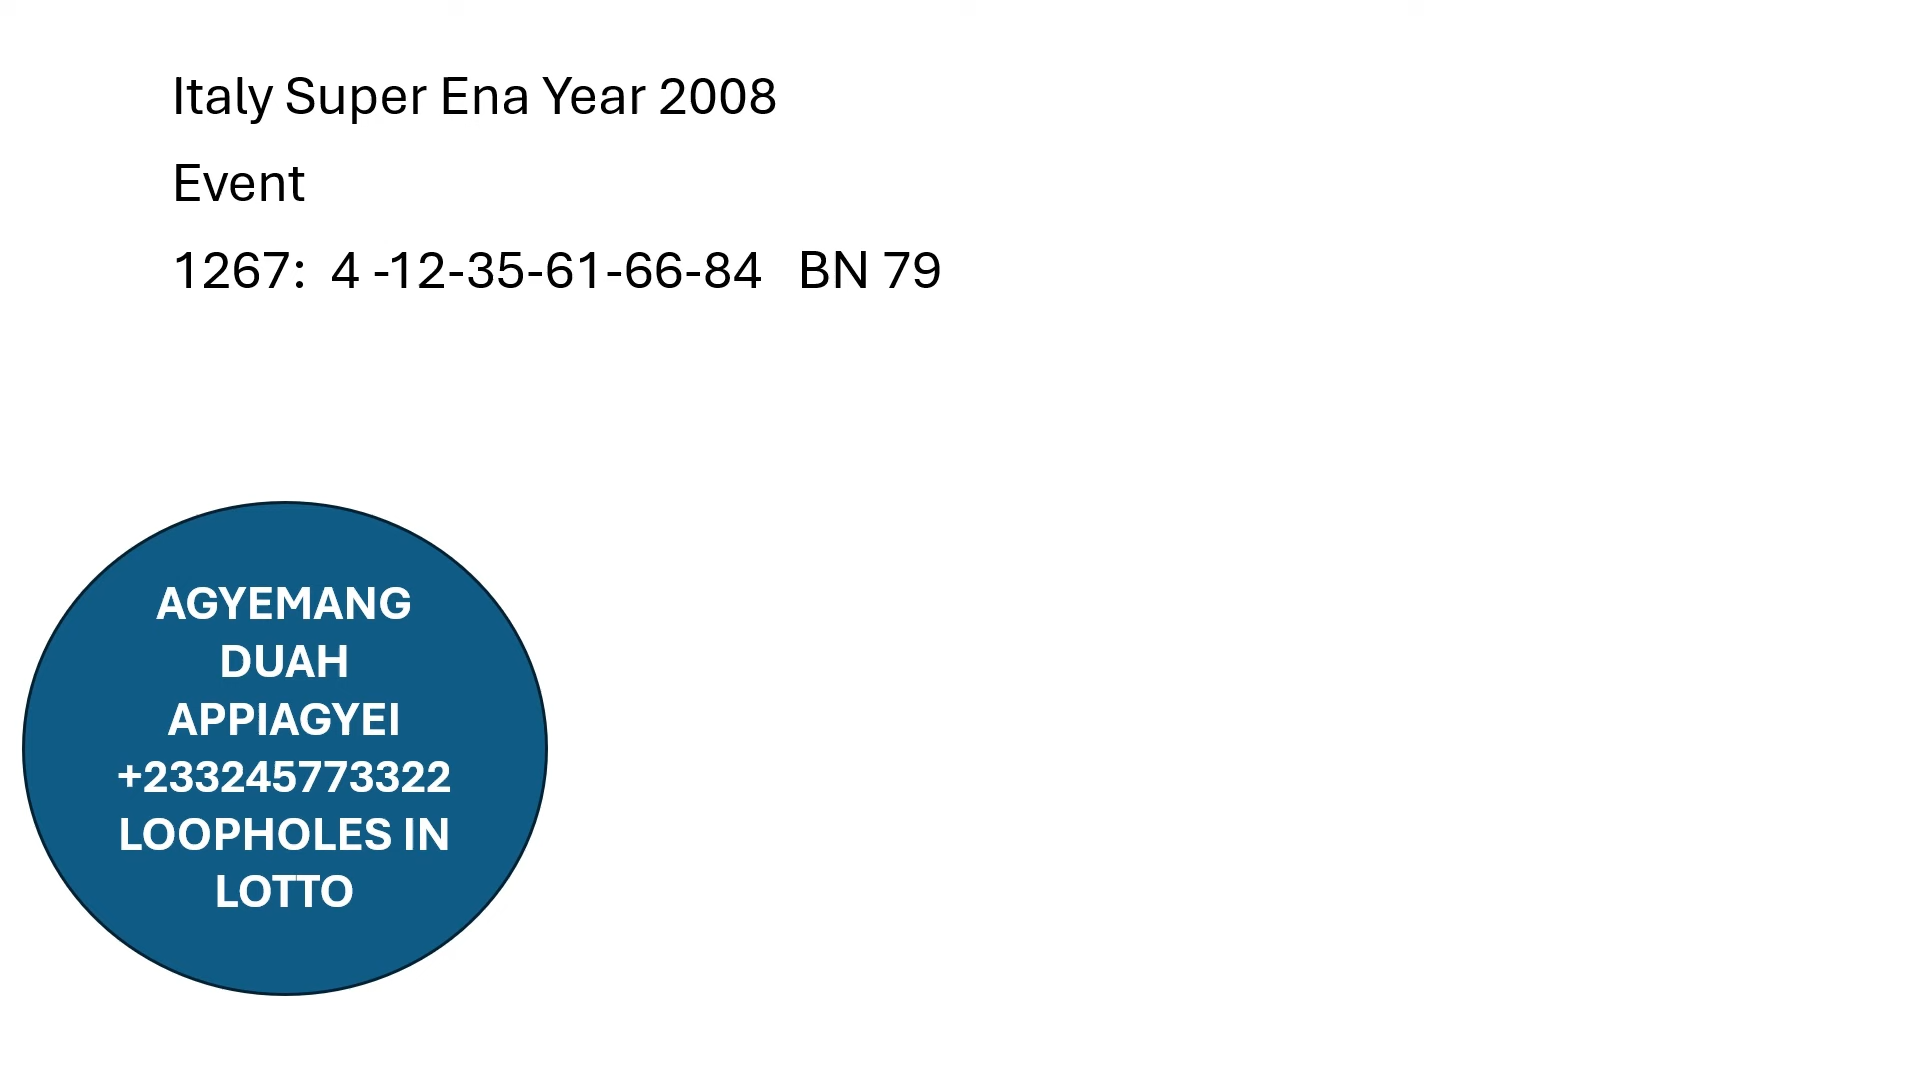 Italy Super Ena Year 2008
Event
1267:  4 -12-35-61-66-84   BN 79
AGYEMANG
DUAH
APPIAGYEI
+233245773322
LOOPHOLES IN
LOTTO